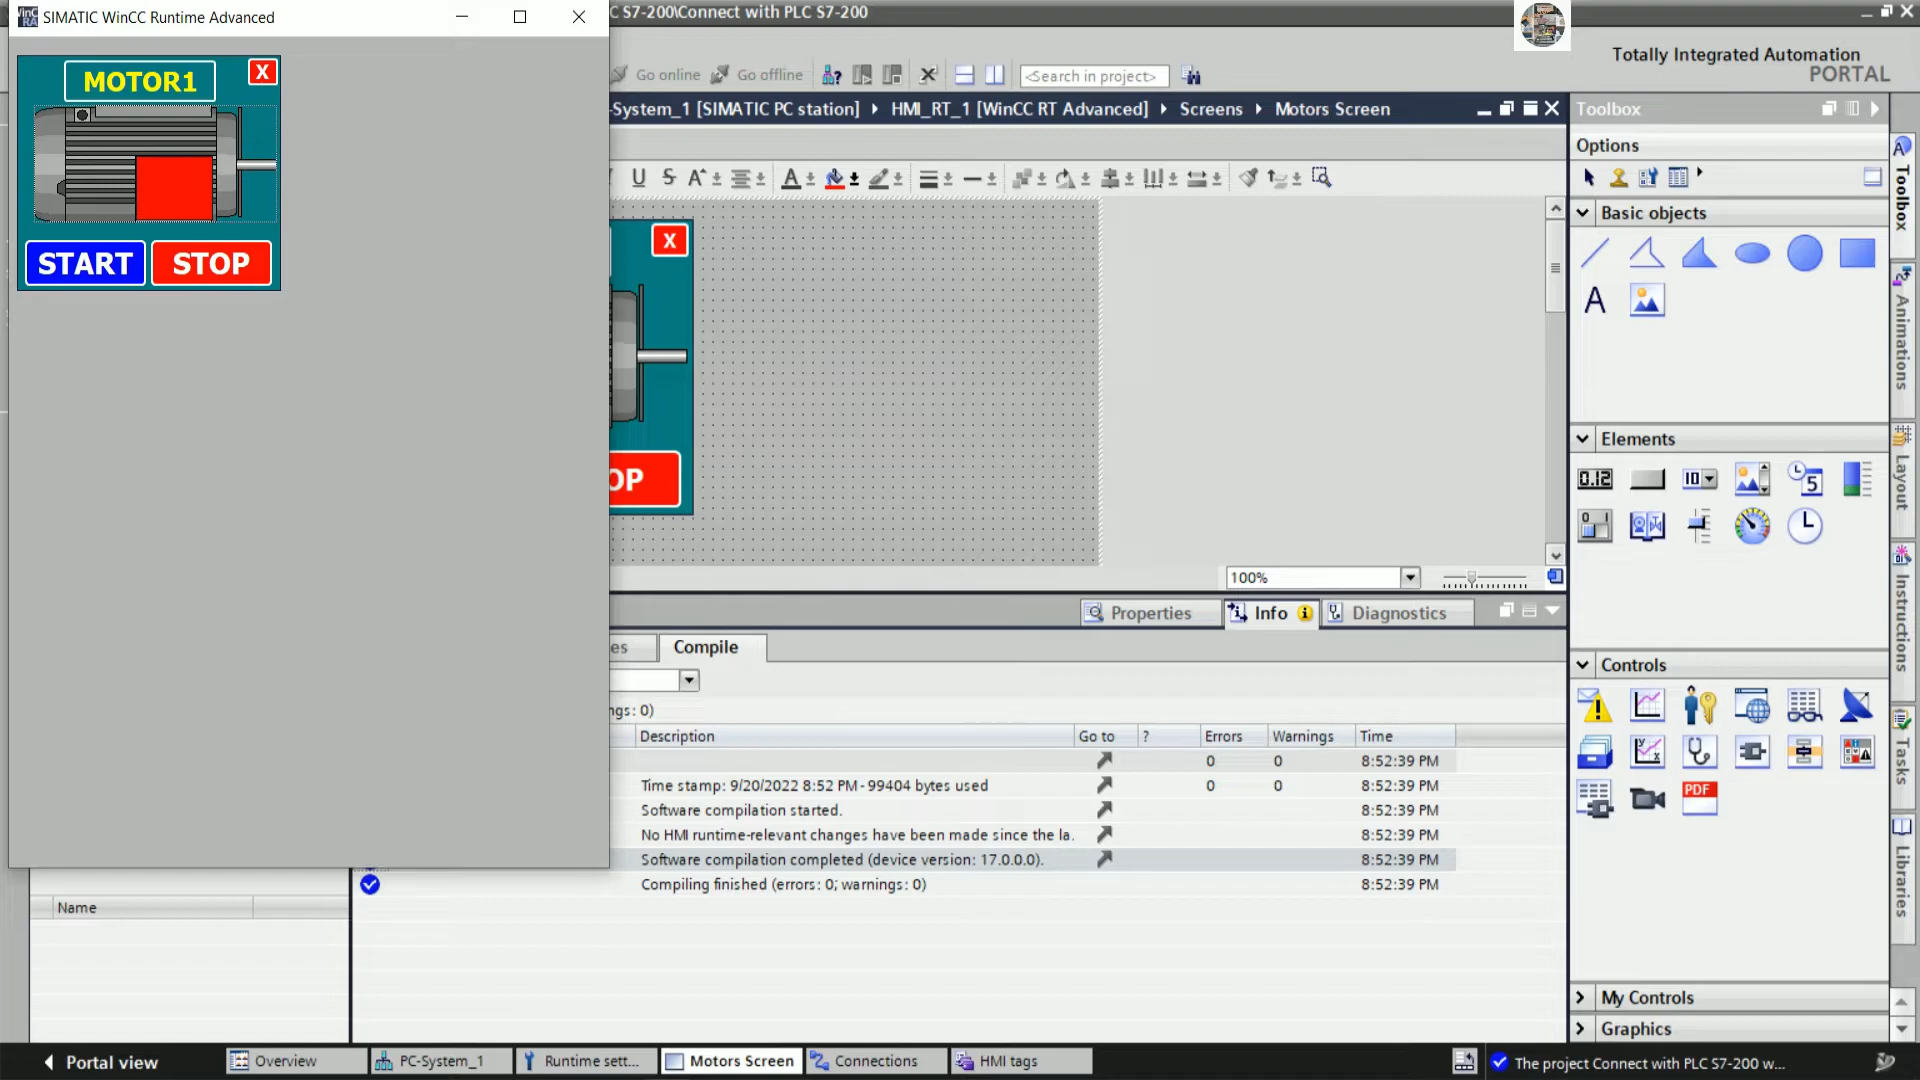 SIMATIC WinCC Runtime Advanced
C S7-200\Connect with PLC S7-200
Totally Integrated Automation
PORTAL
Go online
Go offline
<Search in project>
-System_1 [SIMATIC PC station]
HMI_RT_1 [WinCC RT Advanced]
Screens
Motors Screen
Toolbox
MOTOR1
X
START
STOP
X
OP
Options
Basic objects
A
Elements
0.12
10
5
0 1
Controls
PDF
My Controls
Graphics
Toolbox
Animations
Layout
Instructions
Tasks
Libraries
100%
Properties
Info
Diagnostics
es
Compile
ngs: 0)
Description
Go to
?
Errors
Warnings
Time
0
0
8:52:39 PM
Time stamp: 9/20/2022 8:52 PM - 99404 bytes used
0
0
8:52:39 PM
Software compilation started.
8:52:39 PM
No HMI runtime-relevant changes have been made since the la.
8:52:39 PM
Software compilation completed (device version: 17.0.0.0).
8:52:39 PM
Compiling finished (errors: 0; warnings: 0)
8:52:39 PM
Name
Portal view
Overview
PC-System_1
Runtime sett...
Motors Screen
Connections
HMI tags
The project Connect with PLC S7-200 w...